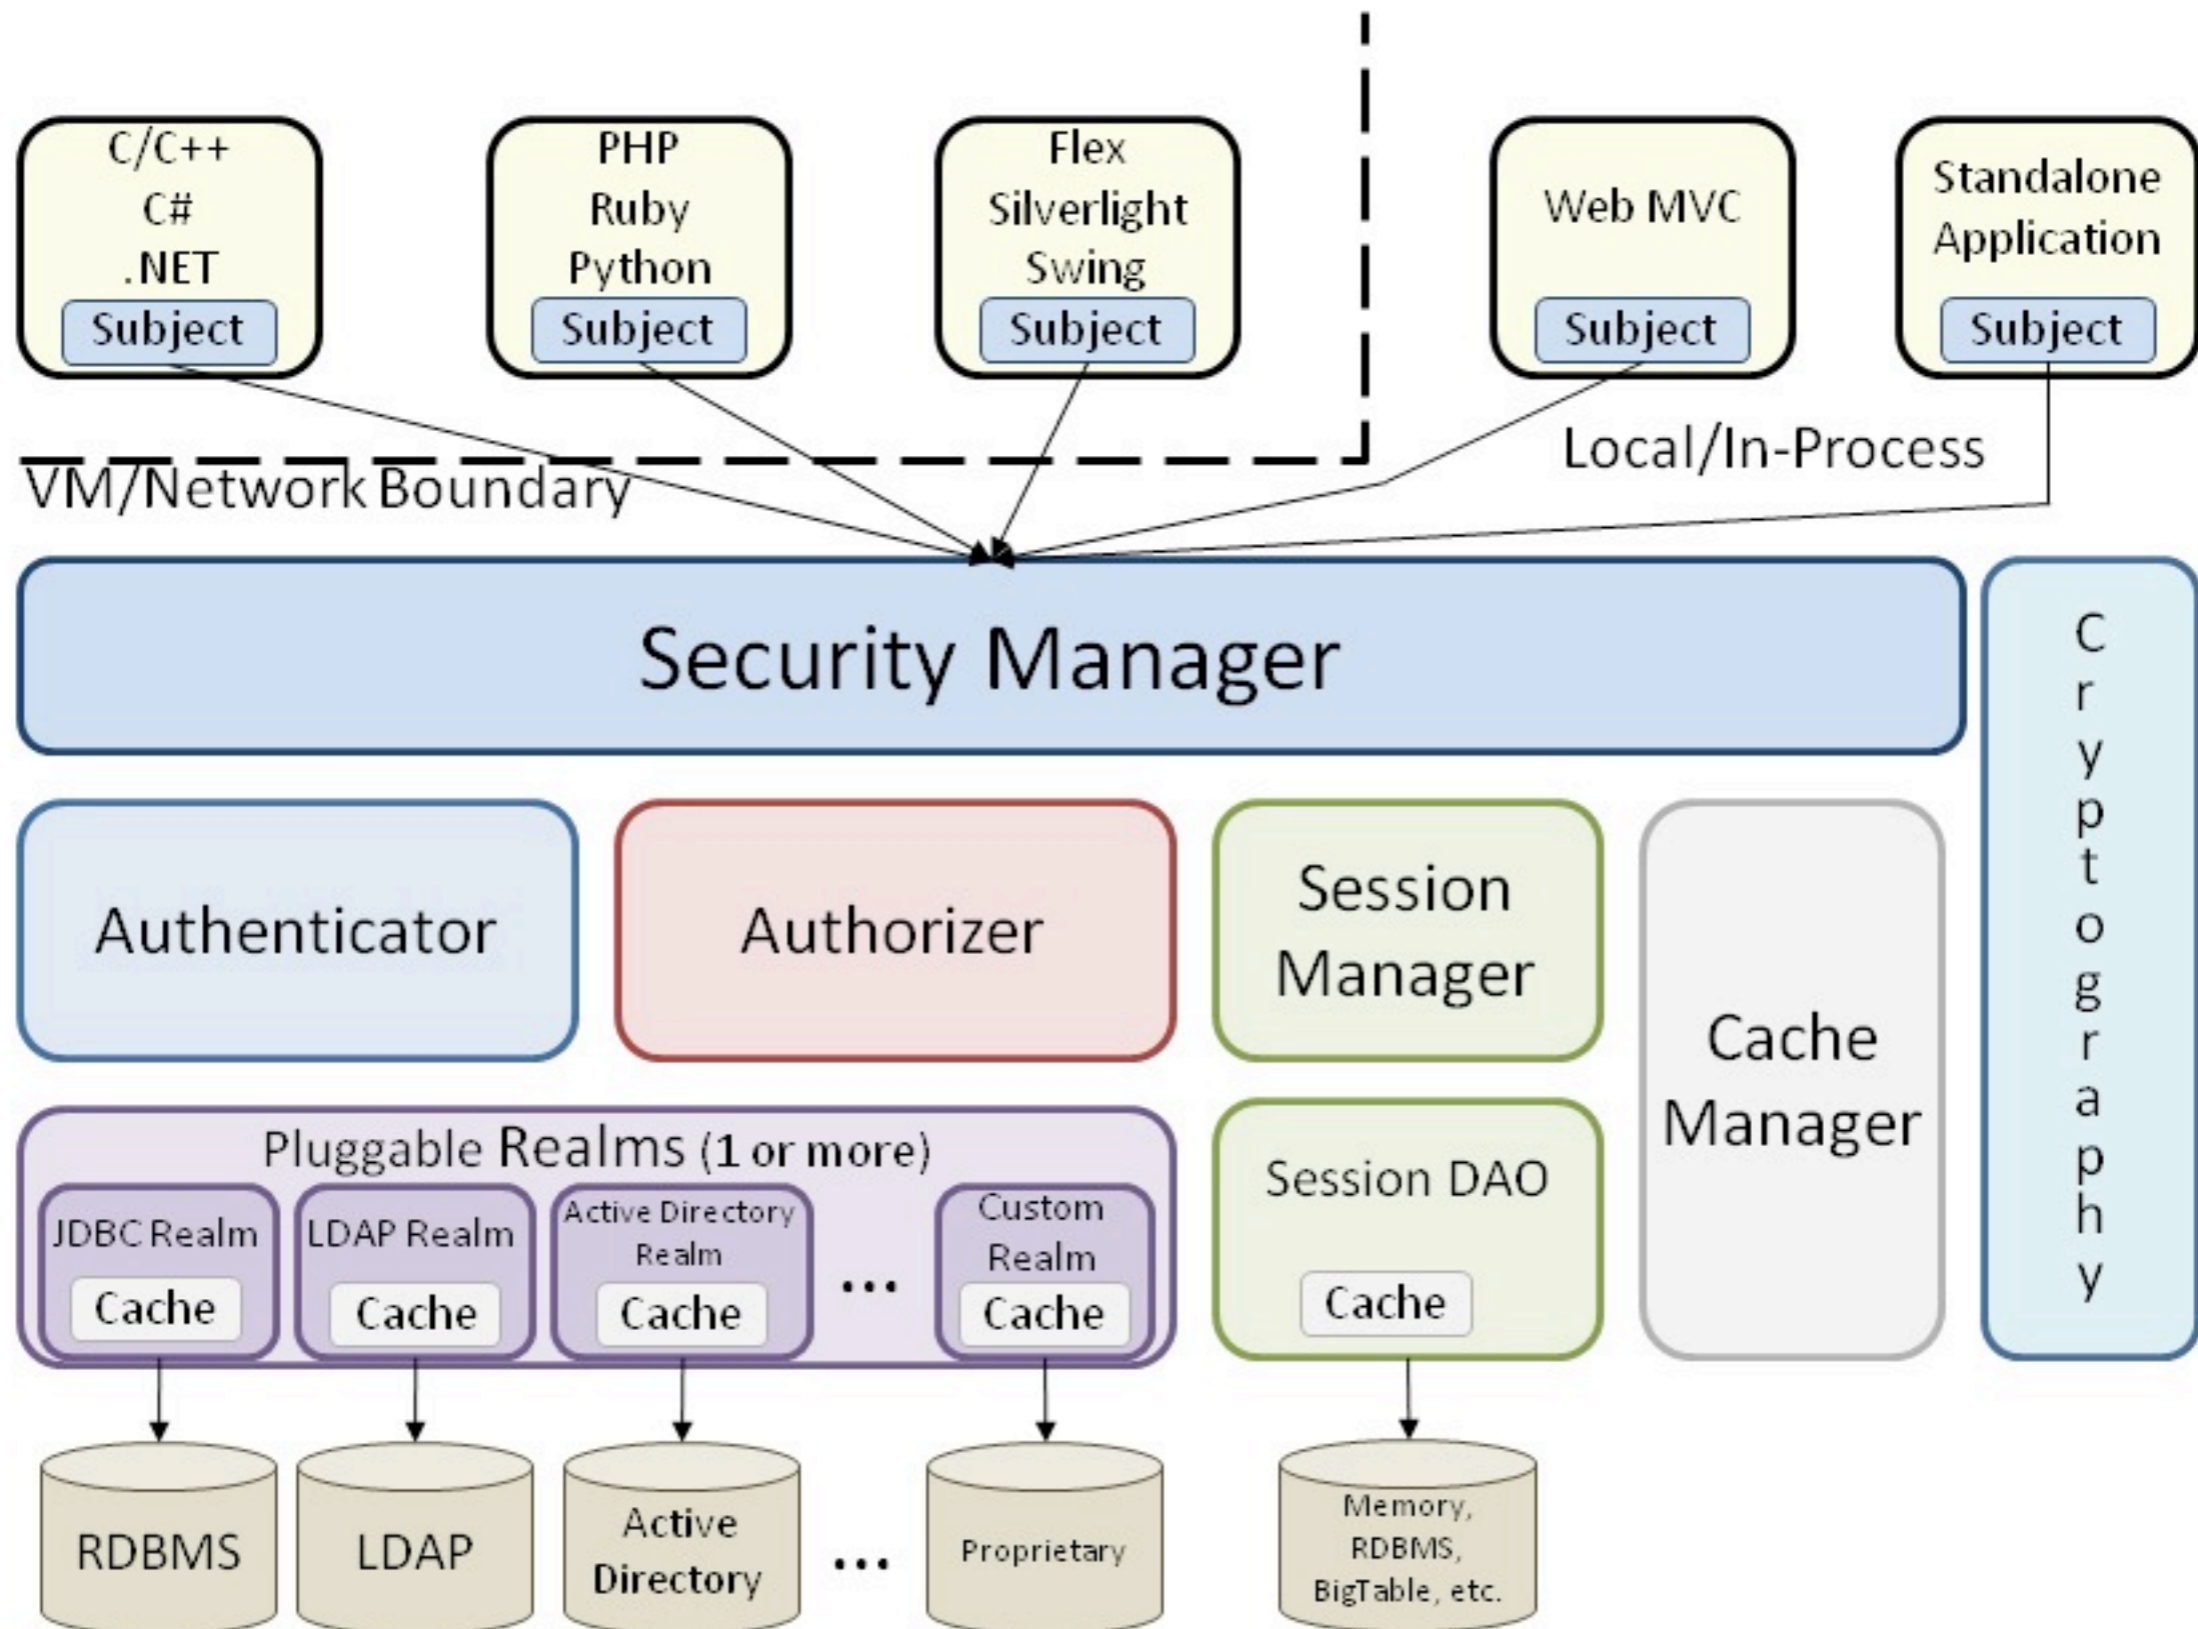 C/C++
C#
.NET
Subject
PHP
Ruby
Python
Subject
Flex
Silverlight
Swing
Subject
Web MVC
Subject
Standalone
Application
Subject
VM/Network Boundary
Local/In-Process
Security Manager
Cryptography
Authenticator
Authorizer
Session
Manager
Cache
Manager
Pluggable Realms (1 or more)
JDBC Realm
Cache
LDAP Realm
Cache
Active Directory
Realm
Cache
...
Custom
Realm
Cache
Session DAO
Cache
RDBMS
LDAP
Active
Directory
...
Proprietary
Memory,
RDBMS,
BigTable, etc.